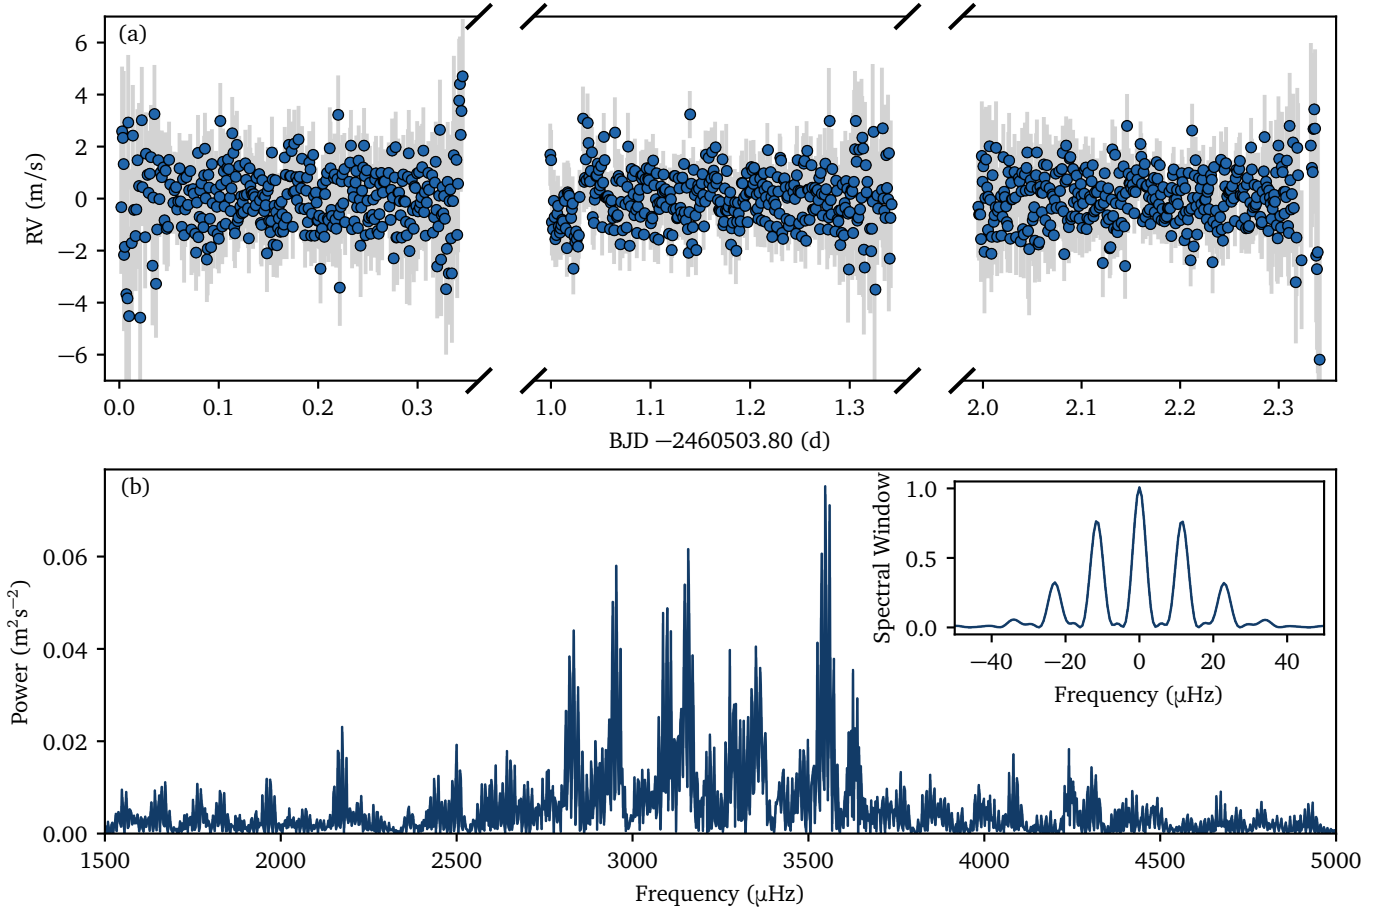 (a)
6
4
2
0
−2
−4
−6
RV (m/s)
0.0 0.1 0.2 0.3 1.0 1.1 1.2 1.3 2.0 2.1 2.2 2.3
BJD −2460503.80 (d)
(b)
0.06
0.04
0.02
0.00
Power (m²s⁻²)
1500 2000 2500 3000 3500 4000 4500 5000
Frequency (μHz)
Spectral Window
1.0
0.5
0.0
−40 −20 0 20 40
Frequency (μHz)